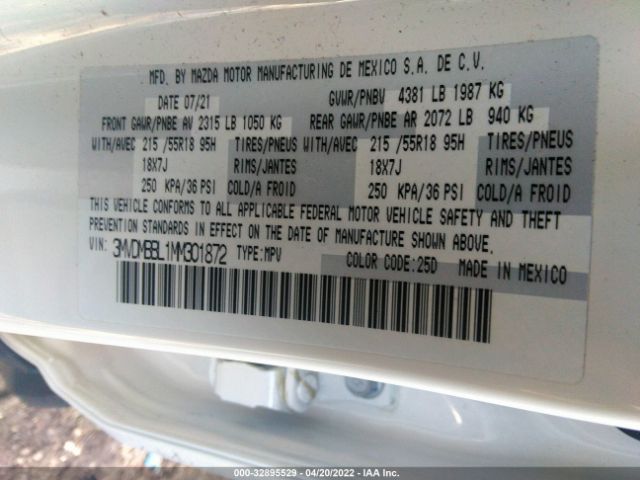 MFD. BY MAZDA MOTOR MANUFACTURING DE MEXICO S.A. DE C.V.
DATE 07/21 GVWR/PNBV 4381 LB 1987 KG
FRONT GAWR/PNBE AV 2315 LB 1050 KG REAR GAWR/PNBE AR 2072 LB 940 KG
WITH/AVEC 215 /55R18 95H TIRES/PNEUS WITH/AVEC 215 /55R18 95H TIRES/PNEUS
18X7J RIMS/JANTES 18X7J RIMS/JANTES
250 KPA/36 PSI COLD/A FROID 250 KPA/36 PSI COLD/A FROID
THIS VEHICLE CONFORMS TO ALL APPLICABLE FEDERAL MOTOR VEHICLE SAFETY AND THEFT
PREVENTION STANDARDS IN EFFECT ON THE DATE OF MANUFACTURE SHOWN ABOVE.
VIN: 3MVDMBBL1MM301872 TYPE:MPV COLOR CODE:25D MADE IN MEXICO
000-32895529 - 04/20/2022 - IAA Inc.